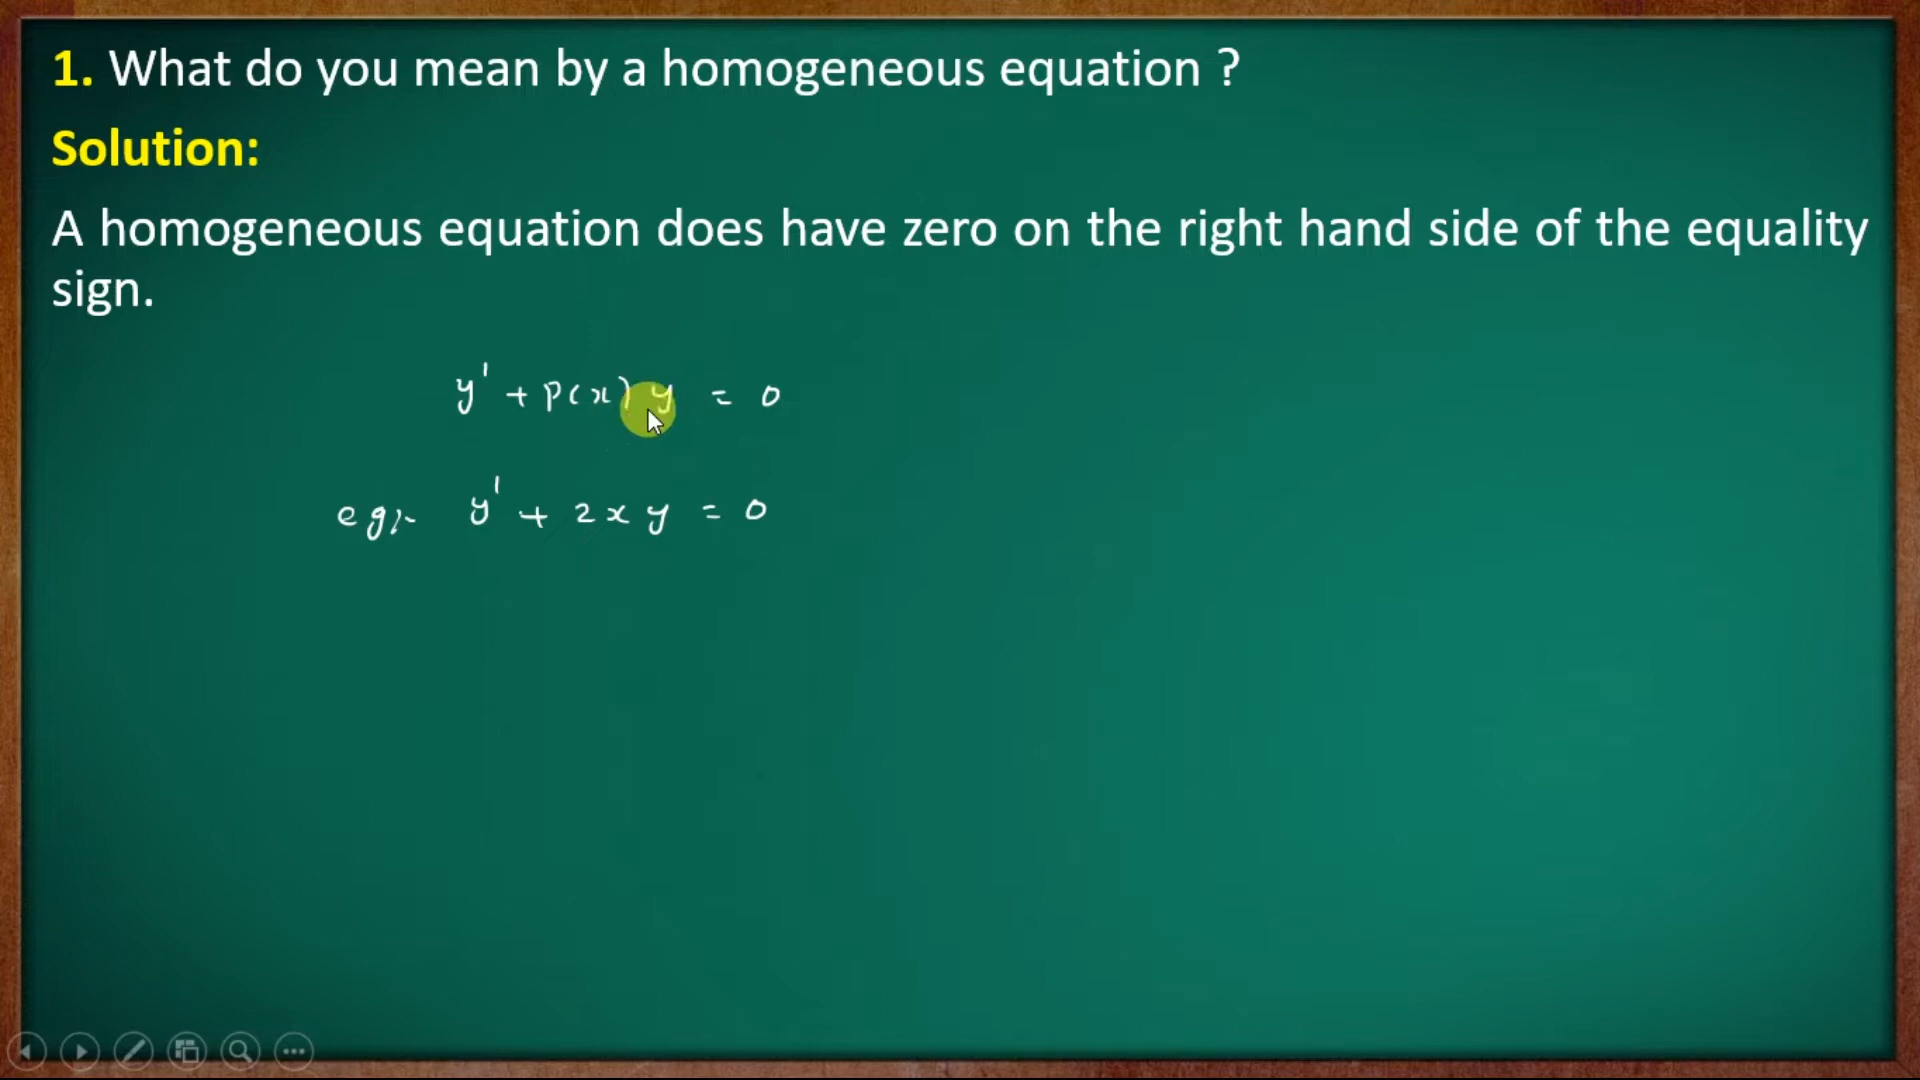 1. What do you mean by a homogeneous equation ?
Solution:
A homogeneous equation does have zero on the right hand side of the equality
sign.
y' + p(x) y = 0
eg:- y' + 2xy = 0